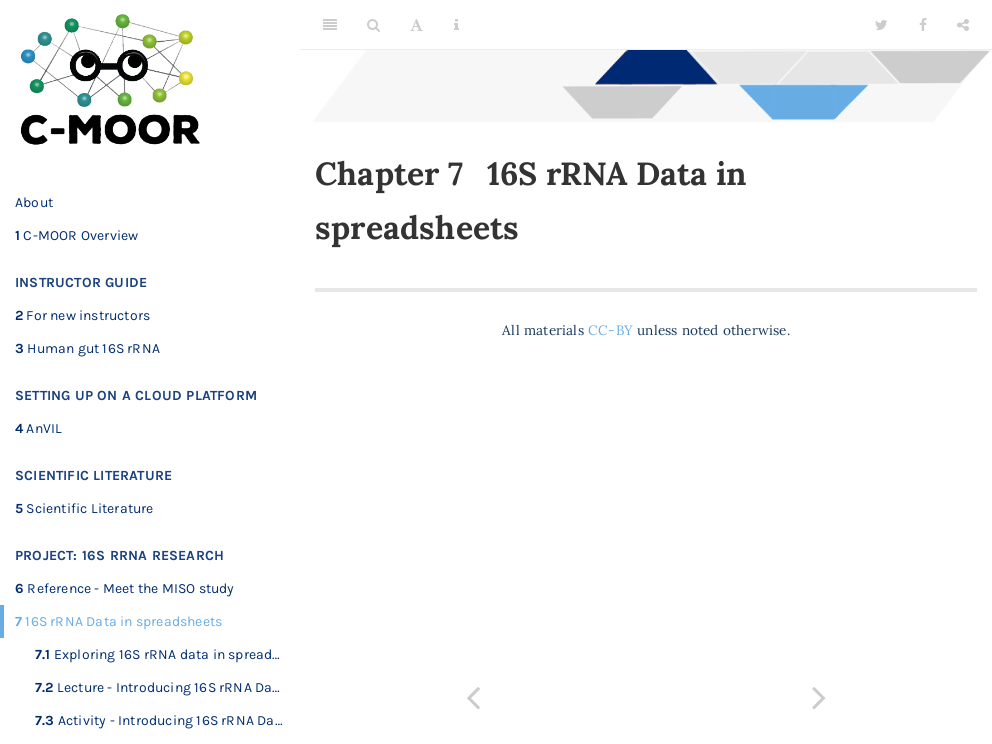 C-MOOR
About
1 C-MOOR Overview
INSTRUCTOR GUIDE
2 For new instructors
3 Human gut 16S rRNA
SETTING UP ON A CLOUD PLATFORM
4 AnVIL
SCIENTIFIC LITERATURE
5 Scientific Literature
PROJECT: 16S RRNA RESEARCH
6 Reference - Meet the MISO study
7 16S rRNA Data in spreadsheets
7.1 Exploring 16S rRNA data in spread…
7.2 Lecture - Introducing 16S rRNA Da…
7.3 Activity - Introducing 16S rRNA Da…
A
Chapter 7 16S rRNA Data in
spreadsheets
All materials CC-BY unless noted otherwise.